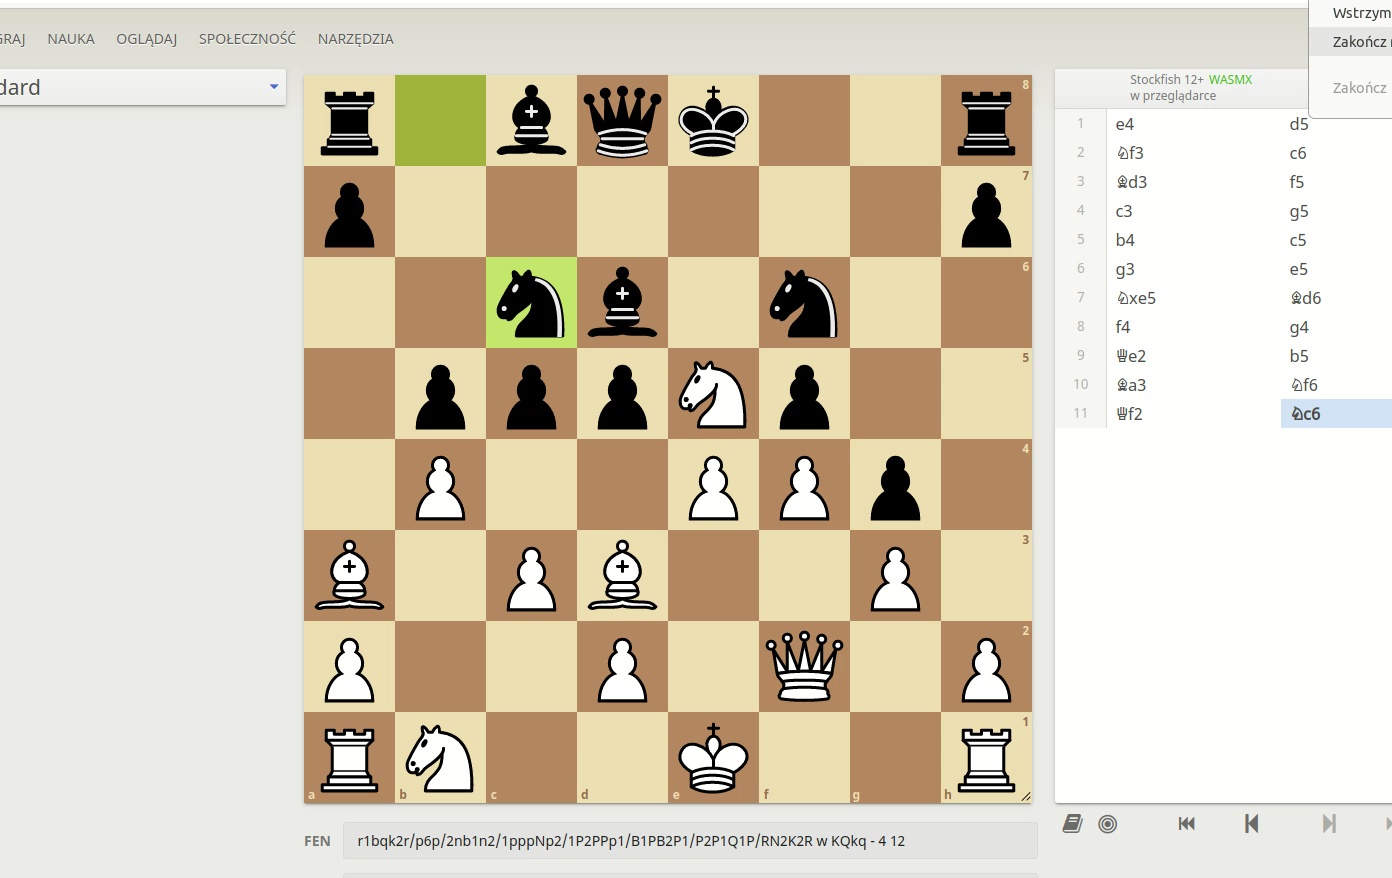 GRAJ NAUKA OGLĄDAJ SPOŁECZNOŚĆ NARZĘDZIA
Wstrzym
Zakończ
Zakończ
dard
Stockfish 12+ WASMX
w przeglądarce
1 e4 d5
2 ♘f3 c6
3 ♗d3 f5
4 c3 g5
5 b4 c5
6 g3 e5
7 ♘xe5 ♗d6
8 f4 g4
9 ♕e2 b5
10 ♗a3 ♘f6
11 ♕f2 ♞c6
8
7
6
5
4
3
2
1
a b c d e f g h
FEN r1bqk2r/p6p/2nb1n2/1pppNp2/1P2PPp1/B1PB2P1/P2P1Q1P/RN2K2R w KQkq - 4 12